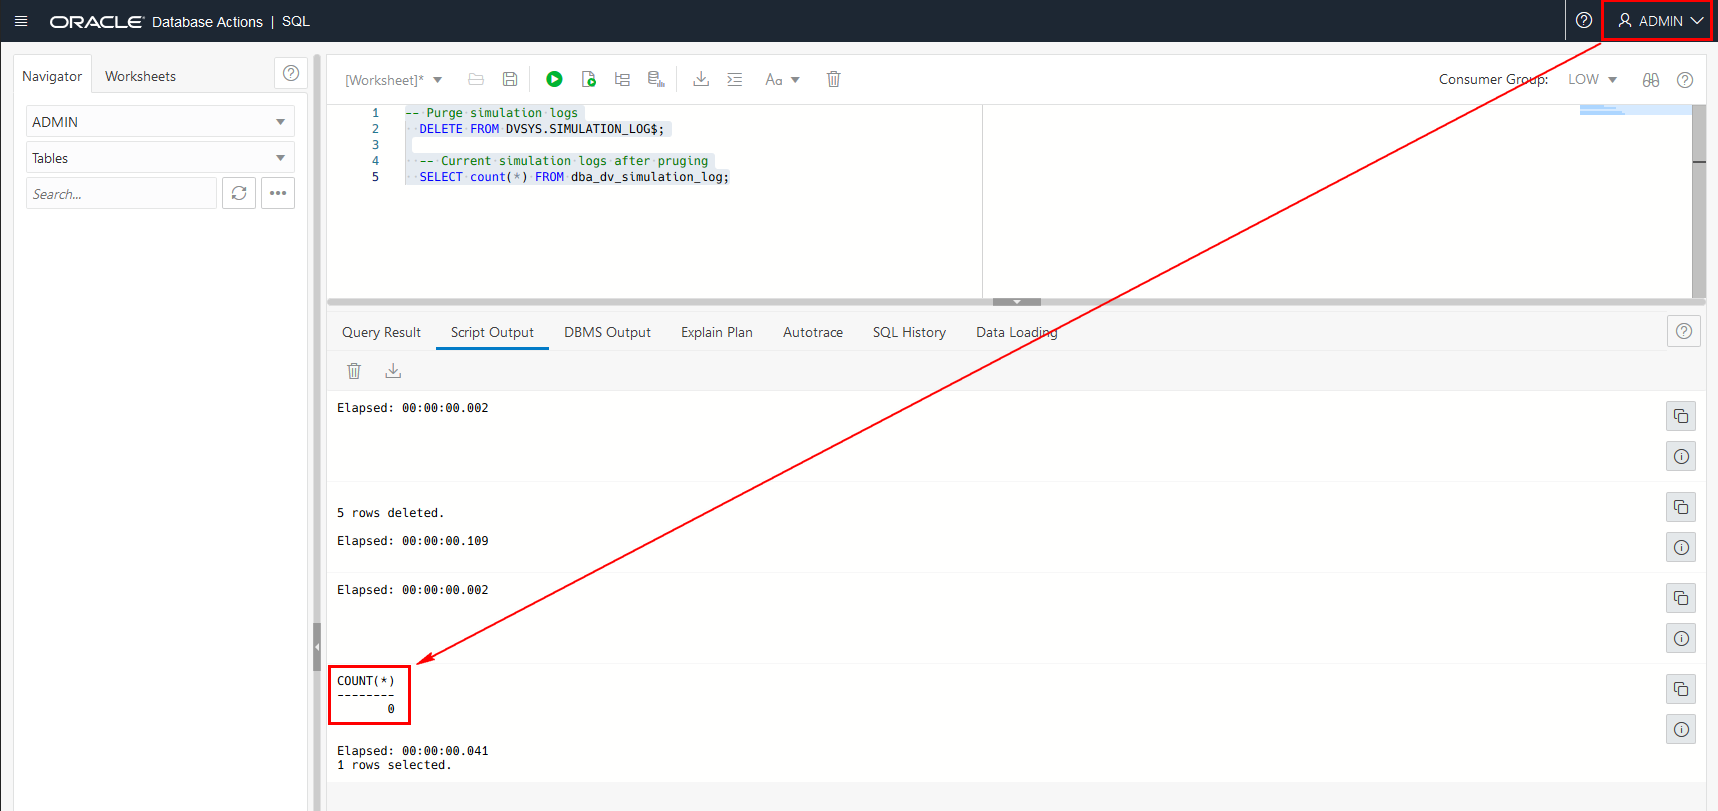 ORACLE Database Actions | SQL
ADMIN
Navigator
Worksheets
ADMIN
Tables
Search...
[Worksheet]*
Aa
Consumer Group:
LOW
1 -- Purge simulation logs
2 DELETE FROM DVSYS.SIMULATION_LOG$;
3
4 -- Current simulation logs after pruging
5 SELECT count(*) FROM dba_dv_simulation_log;
Query Result
Script Output
DBMS Output
Explain Plan
Autotrace
SQL History
Data Loading
Elapsed: 00:00:00.002
5 rows deleted.
Elapsed: 00:00:00.109
Elapsed: 00:00:00.002
COUNT(*)
--------
0
Elapsed: 00:00:00.041
1 rows selected.